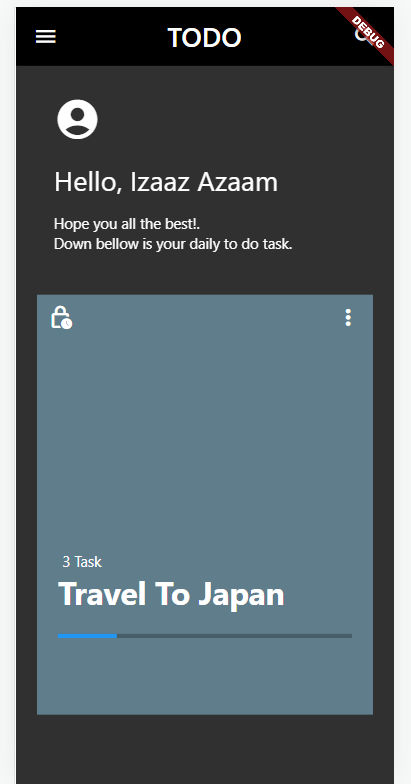 TODO
DEBUG
Hello, Izaaz Azaam
Hope you all the best!.
Down bellow is your daily to do task.
3 Task
Travel To Japan